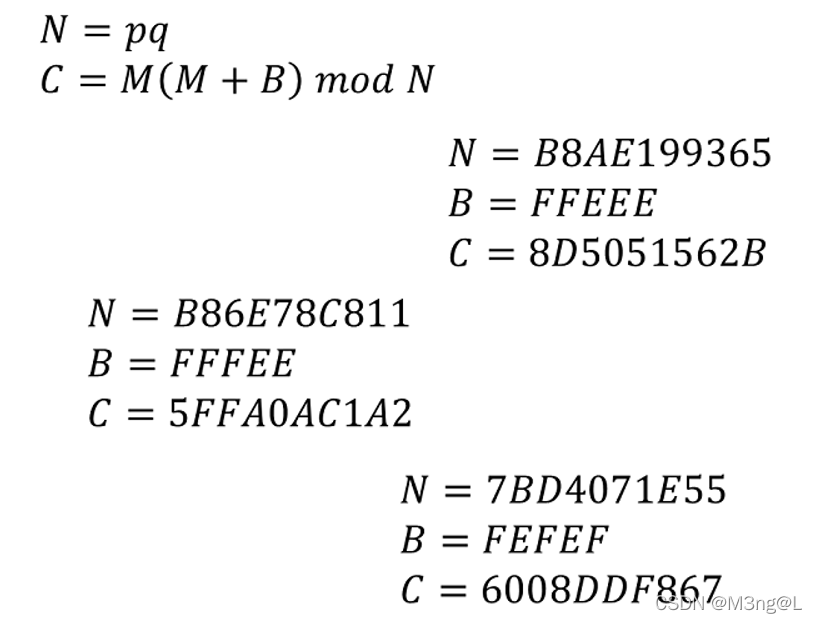 N = pq
C = M(M + B) mod N
N = B8AE199365
B = FFEEE
C = 8D5051562B
N = B86E78C811
B = FFFEE
C = 5FFA0AC1A2
N = 7BD4071E55
B = FEFEF
C = 6008DDF867
CSDN @M3ng@L